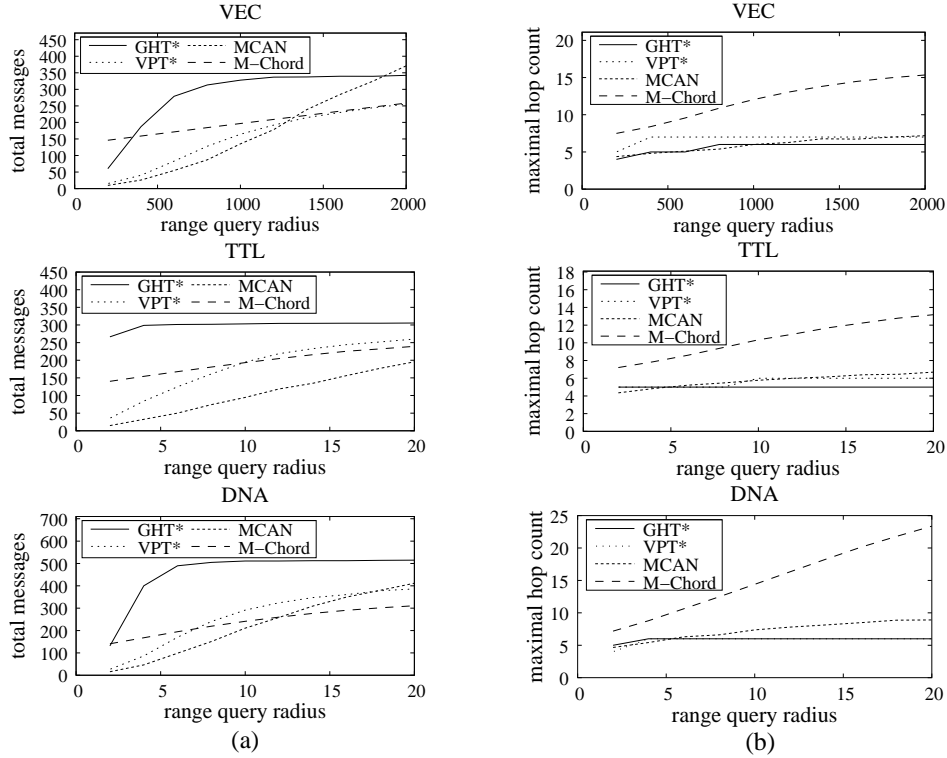 VEC
total messages
450
400
350
300
250
200
150
100
50
0
GHT*
VPT*
MCAN
M-Chord
0 500 1000 1500 2000
range query radius
TTL
total messages
450
400
350
300
250
200
150
100
50
0
GHT*
VPT*
MCAN
M-Chord
0 5 10 15 20
range query radius
DNA
total messages
700
600
500
400
300
200
100
0
GHT*
VPT*
MCAN
M-Chord
0 5 10 15 20
range query radius
(a)
VEC
maximal hop count
20
15
10
5
0
GHT*
VPT*
MCAN
M-Chord
0 500 1000 1500 2000
range query radius
TTL
maximal hop count
18
16
14
12
10
8
6
4
2
0
GHT*
VPT*
MCAN
M-Chord
0 5 10 15 20
range query radius
DNA
maximal hop count
25
20
15
10
5
0
GHT*
VPT*
MCAN
M-Chord
0 5 10 15 20
range query radius
(b)